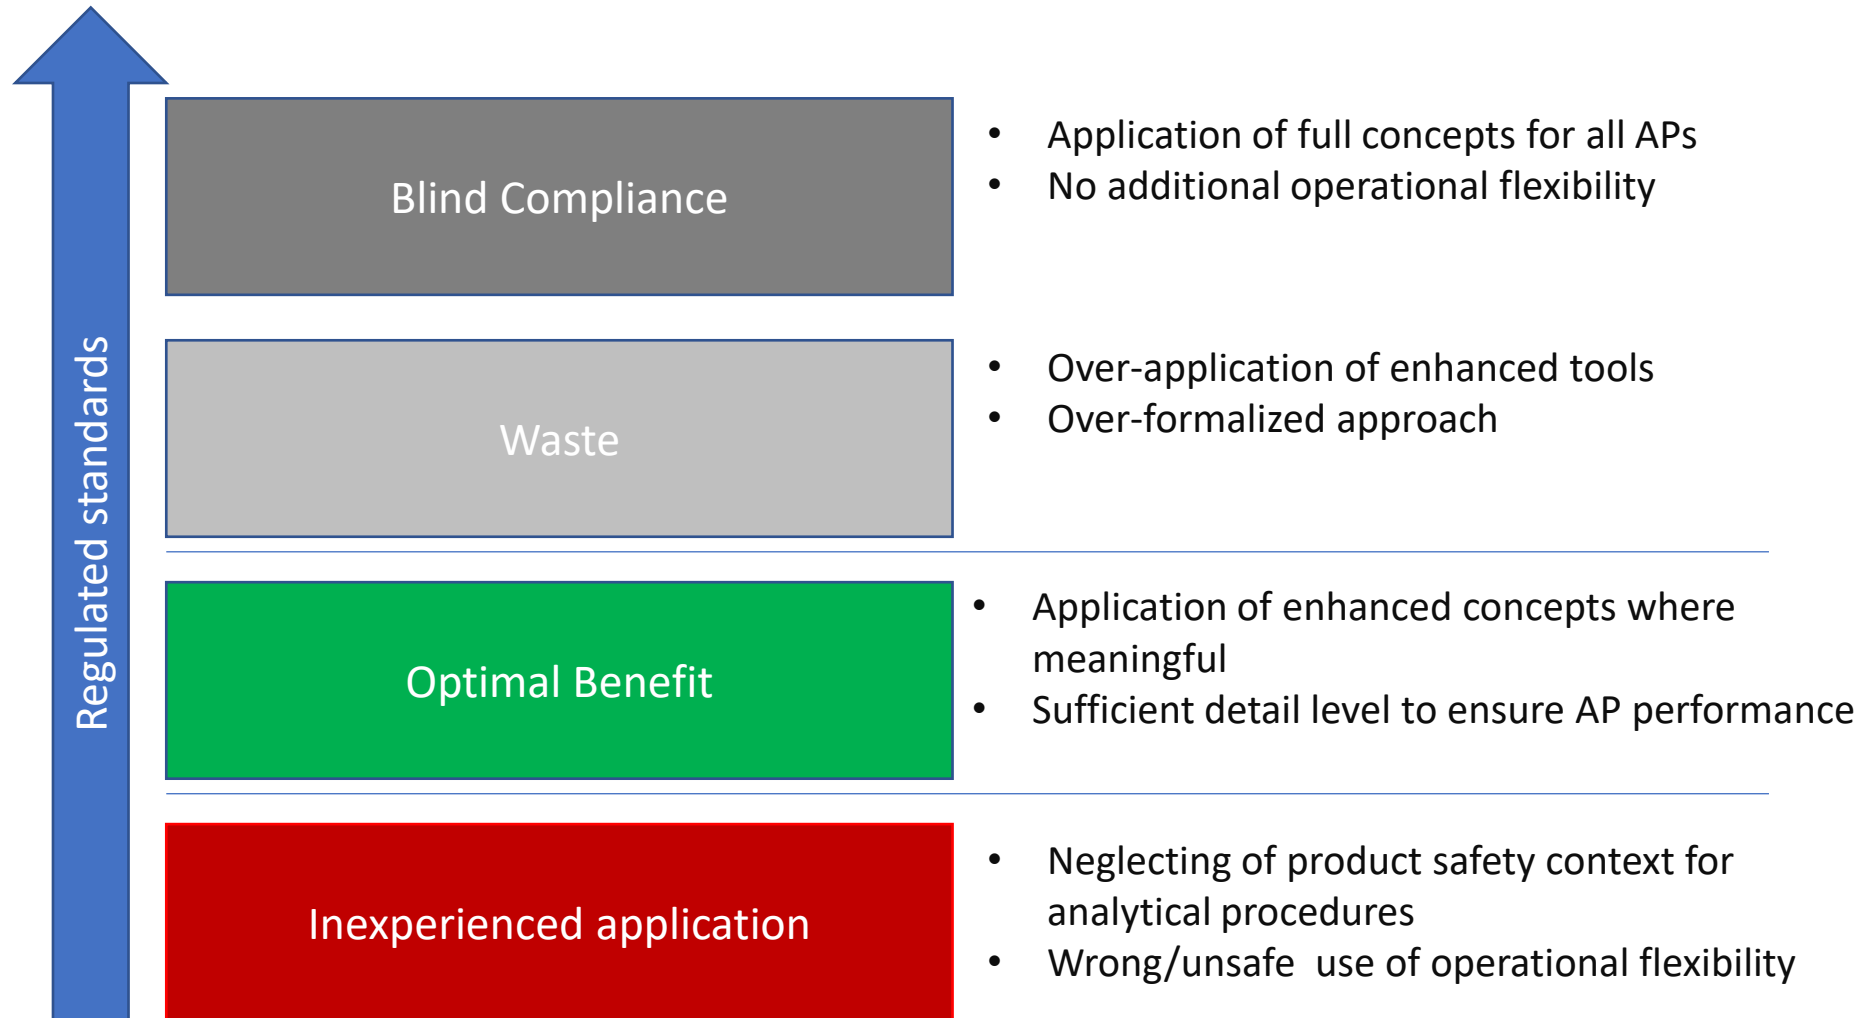 Regulated standards
Blind Compliance
• Application of full concepts for all APs
• No additional operational flexibility
Waste
• Over-application of enhanced tools
• Over-formalized approach
Optimal Benefit
• Application of enhanced concepts where
meaningful
• Sufficient detail level to ensure AP performance
Inexperienced application
• Neglecting of product safety context for
analytical procedures
• Wrong/unsafe  use of operational flexibility